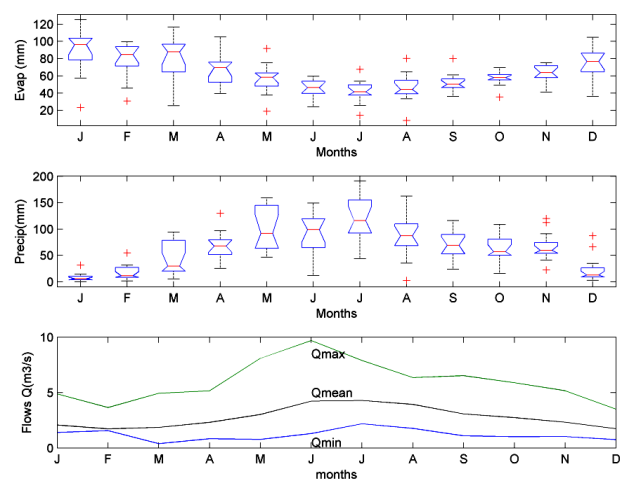 120
100
80
60
40
20
Evap (mm)
J F M A M J J A S O N D
Months
200
150
100
50
0
Precip(mm)
J F M A M J J A S O N D
Months
10
5
0
Flows Q(m3/s)
Qmax
Qmean
Qmin
J F M A M J J A S O N D
months